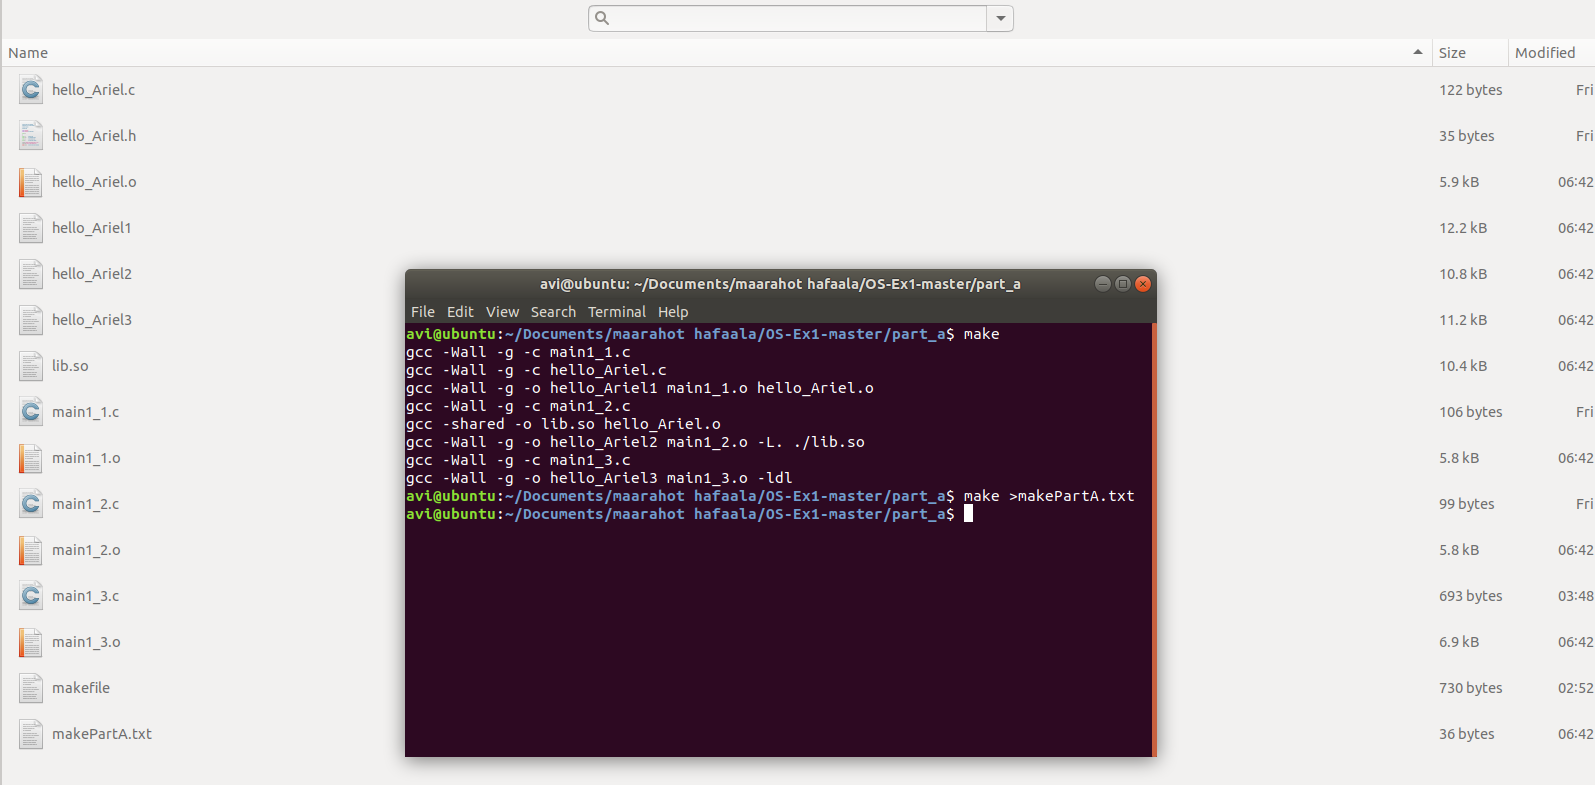 Name Size Modified
hello_Ariel.c 122 bytes Fri
hello_Ariel.h 35 bytes Fri
hello_Ariel.o 5.9 kB 06:42
hello_Ariel1 12.2 kB 06:42
hello_Ariel2 10.8 kB 06:42
hello_Ariel3 11.2 kB 06:42
lib.so 10.4 kB 06:42
main1_1.c 106 bytes Fri
main1_1.o 5.8 kB 06:42
main1_2.c 99 bytes Fri
main1_2.o 5.8 kB 06:42
main1_3.c 693 bytes 03:48
main1_3.o 6.9 kB 06:42
makefile 730 bytes 02:52
makePartA.txt 36 bytes 06:42
avi@ubuntu: ~/Documents/maarahot hafaala/OS-Ex1-master/part_a
File Edit View Search Terminal Help
avi@ubuntu:~/Documents/maarahot hafaala/OS-Ex1-master/part_a$ make
gcc -Wall -g -c main1_1.c
gcc -Wall -g -c hello_Ariel.c
gcc -Wall -g -o hello_Ariel1 main1_1.o hello_Ariel.o
gcc -Wall -g -c main1_2.c
gcc -shared -o lib.so hello_Ariel.o
gcc -Wall -g -o hello_Ariel2 main1_2.o -L. ./lib.so
gcc -Wall -g -c main1_3.c
gcc -Wall -g -o hello_Ariel3 main1_3.o -ldl
avi@ubuntu:~/Documents/maarahot hafaala/OS-Ex1-master/part_a$ make >makePartA.txt
avi@ubuntu:~/Documents/maarahot hafaala/OS-Ex1-master/part_a$